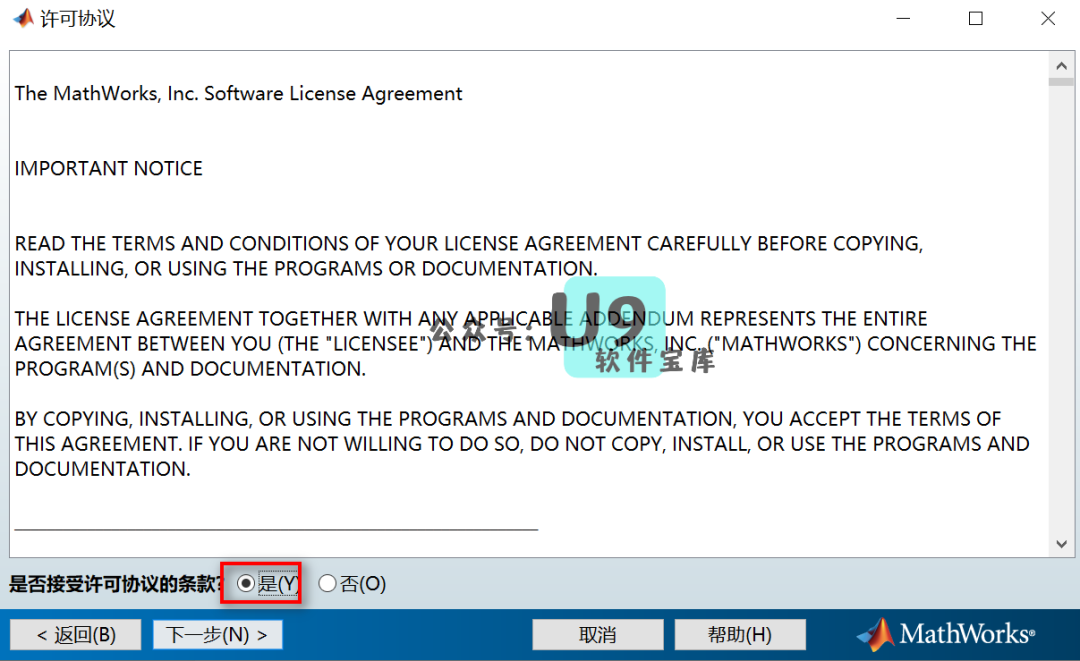 许可协议
The MathWorks, Inc. Software License Agreement
IMPORTANT NOTICE
READ THE TERMS AND CONDITIONS OF YOUR LICENSE AGREEMENT CAREFULLY BEFORE COPYING,
INSTALLING, OR USING THE PROGRAMS OR DOCUMENTATION.
THE LICENSE AGREEMENT TOGETHER WITH ANY APPLICABLE ADDENDUM REPRESENTS THE ENTIRE
AGREEMENT BETWEEN YOU (THE "LICENSEE") AND THE MATHWORKS, INC. ("MATHWORKS") CONCERNING THE
PROGRAM(S) AND DOCUMENTATION.
公众号：U9
软件宝库
BY COPYING, INSTALLING, OR USING THE PROGRAMS AND DOCUMENTATION, YOU ACCEPT THE TERMS OF
THIS AGREEMENT. IF YOU ARE NOT WILLING TO DO SO, DO NOT COPY, INSTALL, OR USE THE PROGRAMS AND
DOCUMENTATION.
是否接受许可协议的条款? 是(Y) 否(O)
< 返回(B) 下一步(N) > 取消 帮助(H) MathWorks®